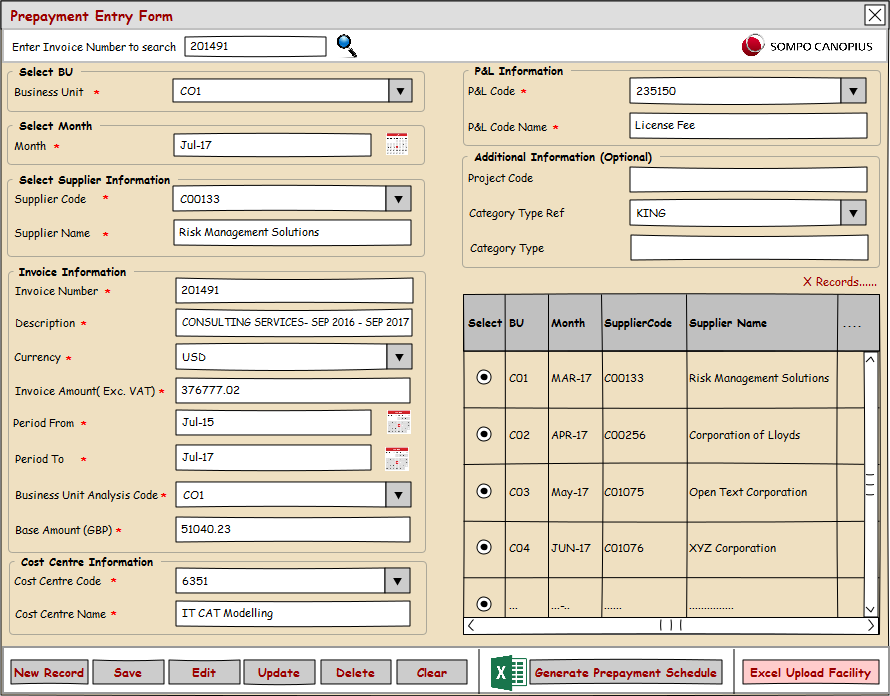 Prepayment Entry Form
Enter Invoice Number to search 201491
SOMPO CANOPIUS
Select BU
Business Unit * CO1
Select Month
Month * Jul-17
Select Supplier Information
Supplier Code * C00133
Supplier Name * Risk Management Solutions
Invoice Information
Invoice Number * 201491
Description * CONSULTING SERVICES- SEP 2016 - SEP 2017
Currency * USD
Invoice Amount( Exc. VAT) * 376777.02
Period From * Jul-15
Period To * Jul-17
Business Unit Analysis Code * CO1
Base Amount (GBP) * 51040.23
Cost Centre Information
Cost Centre Code * 6351
Cost Centre Name * IT CAT Modelling
P&L Information
P&L Code * 235150
P&L Code Name * License Fee
Additional Information (Optional)
Project Code
Category Type Ref KING
Category Type
X Records......
Select BU Month SupplierCode Supplier Name ....
CO1 MAR-17 C00133 Risk Management Solutions
CO2 APR-17 C00256 Corporation of Lloyds
CO3 May-17 C01075 Open Text Corporation
CO4 JUN-17 C01076 XYZ Corporation
... ...-.. ...... ...............
New Record Save Edit Update Delete Clear X Generate Prepayment Schedule Excel Upload Facility